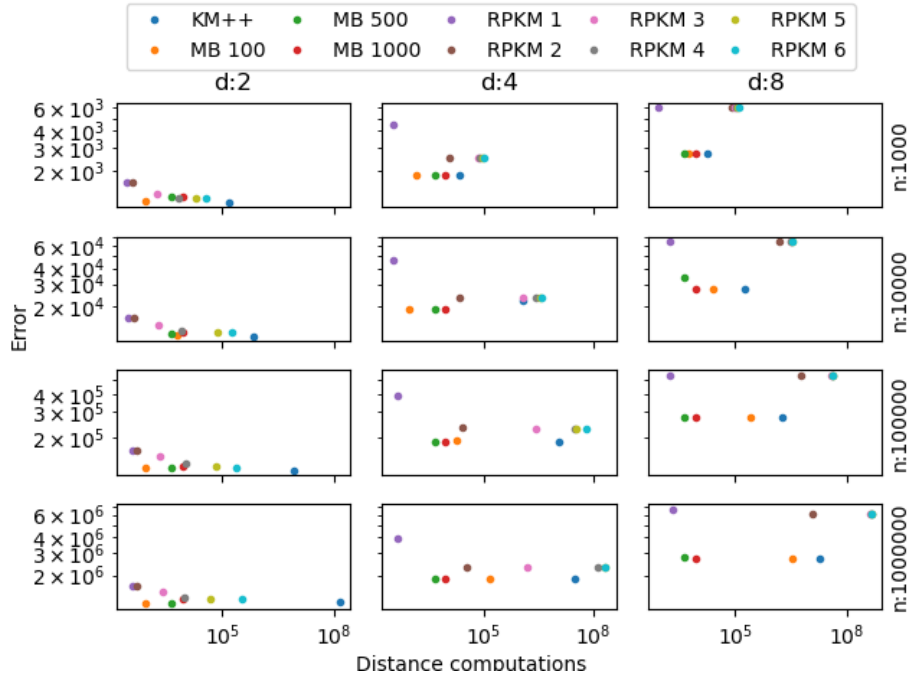 KM++ MB 500 RPKM 1 RPKM 3 RPKM 5
MB 100 MB 1000 RPKM 2 RPKM 4 RPKM 6
d:2 d:4 d:8
6 × 10³
4 × 10³
3 × 10³
2 × 10³
n:1000
6 × 10⁴
4 × 10⁴
3 × 10⁴
2 × 10⁴
n:10000
Error
4 × 10⁵
3 × 10⁵
2 × 10⁵
n:100000
6 × 10⁶
4 × 10⁶
3 × 10⁶
2 × 10⁶
n:1000000
10⁵ 10⁸ 10⁵ 10⁸ 10⁵ 10⁸
Distance computations